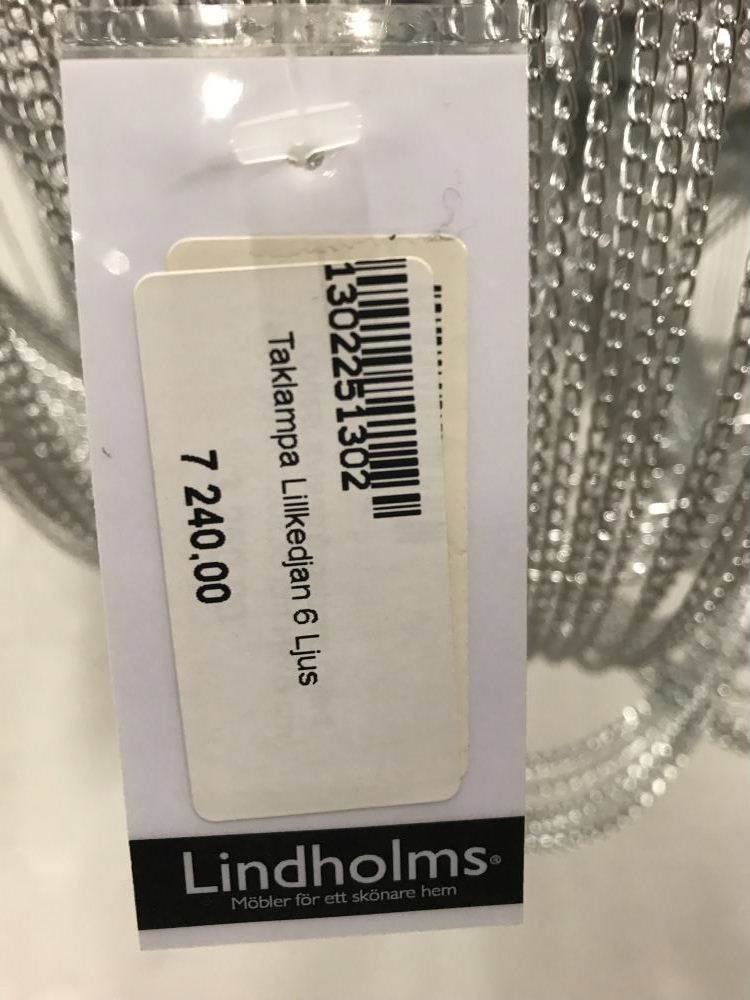 1302251302
Taklampa Lillkedjan 6 Ljus
7 240,00
Lindholms®
Möbler för ett skönare hem